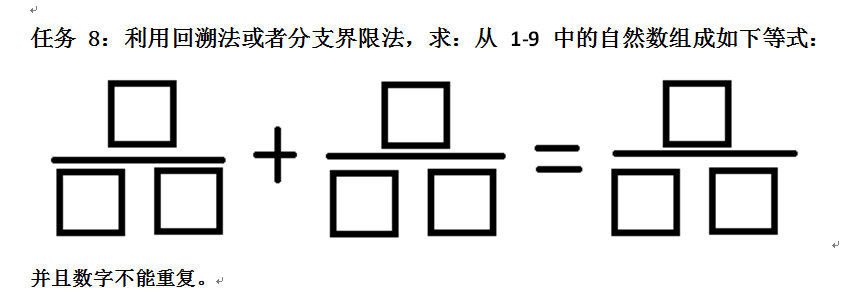 任务 8：利用回溯法或者分支界限法，求：从 1-9 中的自然数组成如下等式：
+ =
并且数字不能重复。